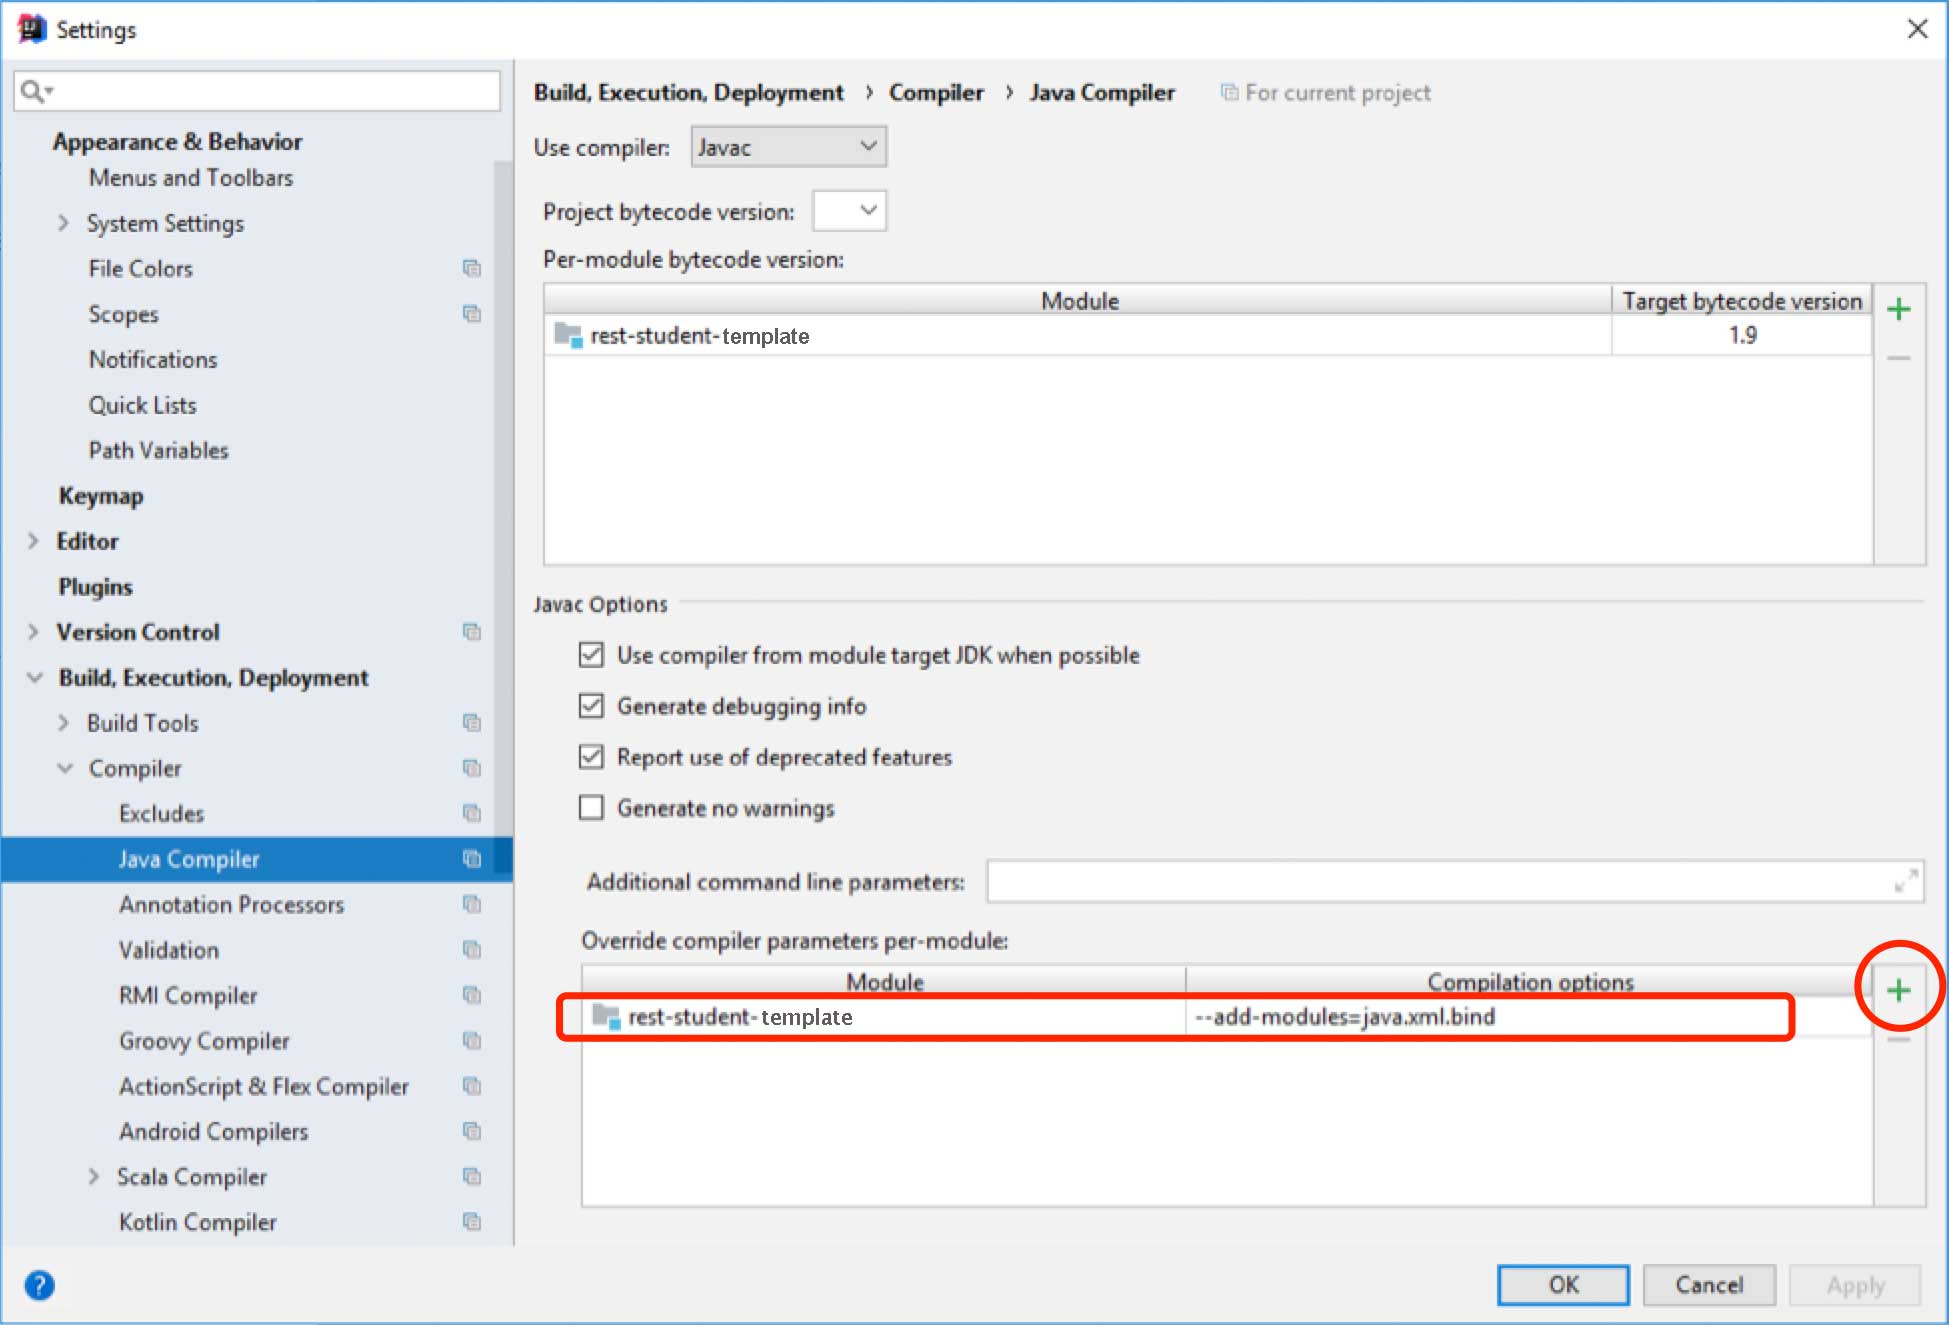 Settings
Appearance & Behavior
Menus and Toolbars
System Settings
File Colors
Scopes
Notifications
Quick Lists
Path Variables
Keymap
Editor
Plugins
Version Control
Build, Execution, Deployment
Build Tools
Compiler
Excludes
Java Compiler
Annotation Processors
Validation
RMI Compiler
Groovy Compiler
ActionScript & Flex Compiler
Android Compilers
Scala Compiler
Kotlin Compiler
?
Build, Execution, Deployment › Compiler › Java Compiler For current project
Use compiler: Javac
Project bytecode version:
Per-module bytecode version:
Module Target bytecode version
rest-student-template 1.9
Javac Options
Use compiler from module target JDK when possible
Generate debugging info
Report use of deprecated features
Generate no warnings
Additional command line parameters:
Override compiler parameters per-module:
Module Compilation options
rest-student-template --add-modules=java.xml.bind
OK Cancel Apply